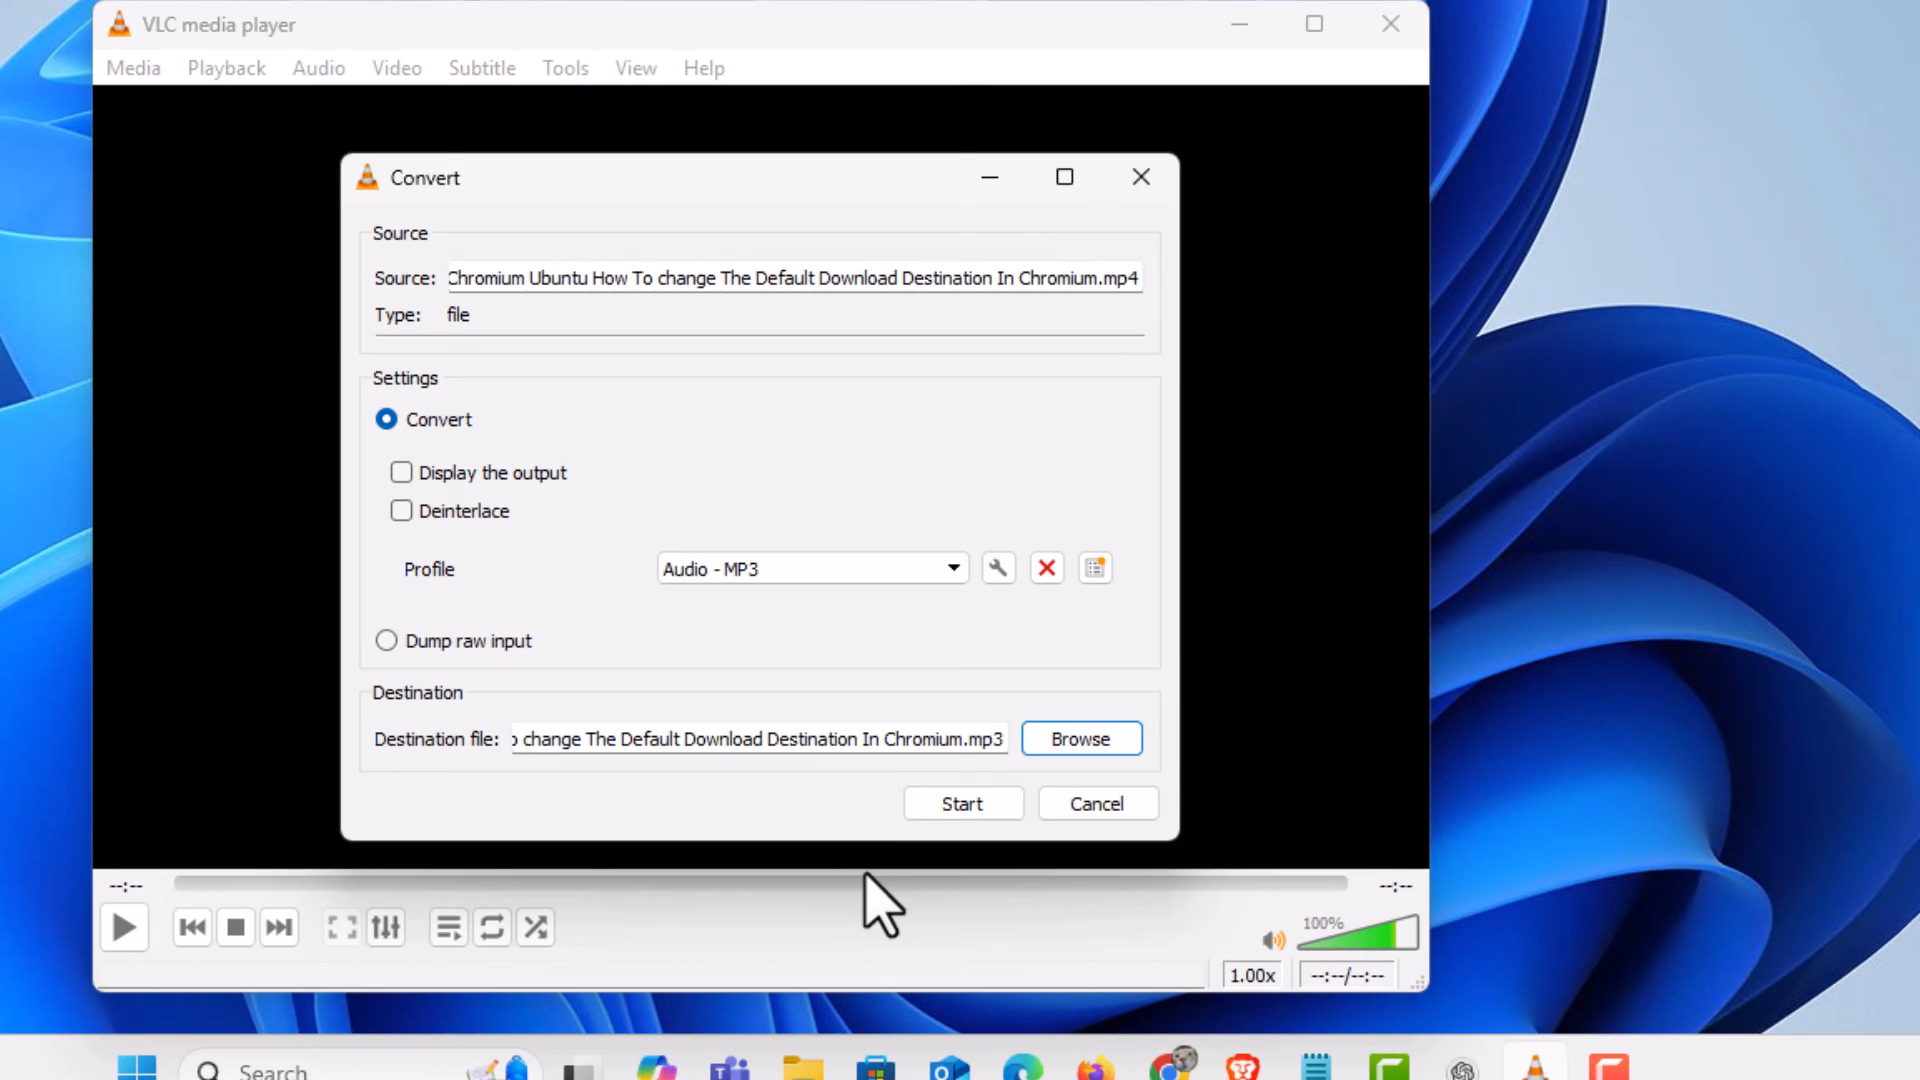 VLC media player
Media Playback Audio Video Subtitle Tools View Help
Convert
Source
Source: Chromium Ubuntu How To change The Default Download Destination In Chromium.mp4
Type: file
Settings
Convert
Display the output
Deinterlace
Profile Audio - MP3
Dump raw input
Destination
Destination file: o change The Default Download Destination In Chromium.mp3 Browse
Start Cancel
--:-- --:--
100%
1.00x --:--/--:--
Search